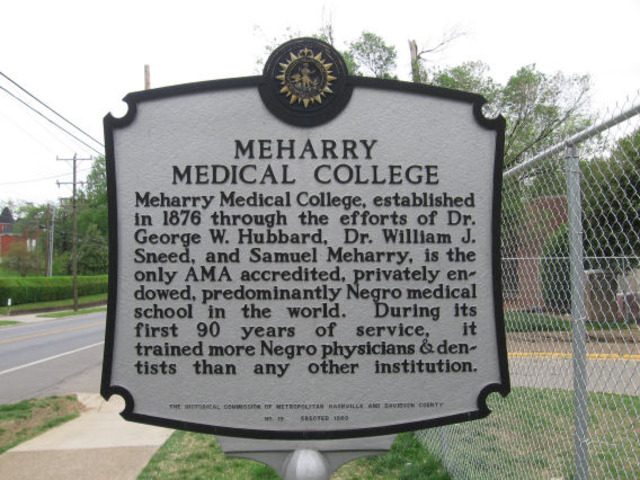 MEHARRY
MEDICAL COLLEGE
Meharry Medical College, established
in 1876 through the efforts of Dr.
George W. Hubbard, Dr. William J.
Sneed, and Samuel Meharry, is the
only AMA accredited, privately en-
dowed, predominantly Negro medical
school in the world. During its
first 90 years of service, it
trained more Negro physicians & den-
tists than any other institution.
THE HISTORICAL COMMISSION OF METROPOLITAN NASHVILLE AND DAVIDSON COUNTY
NO. ERECTED